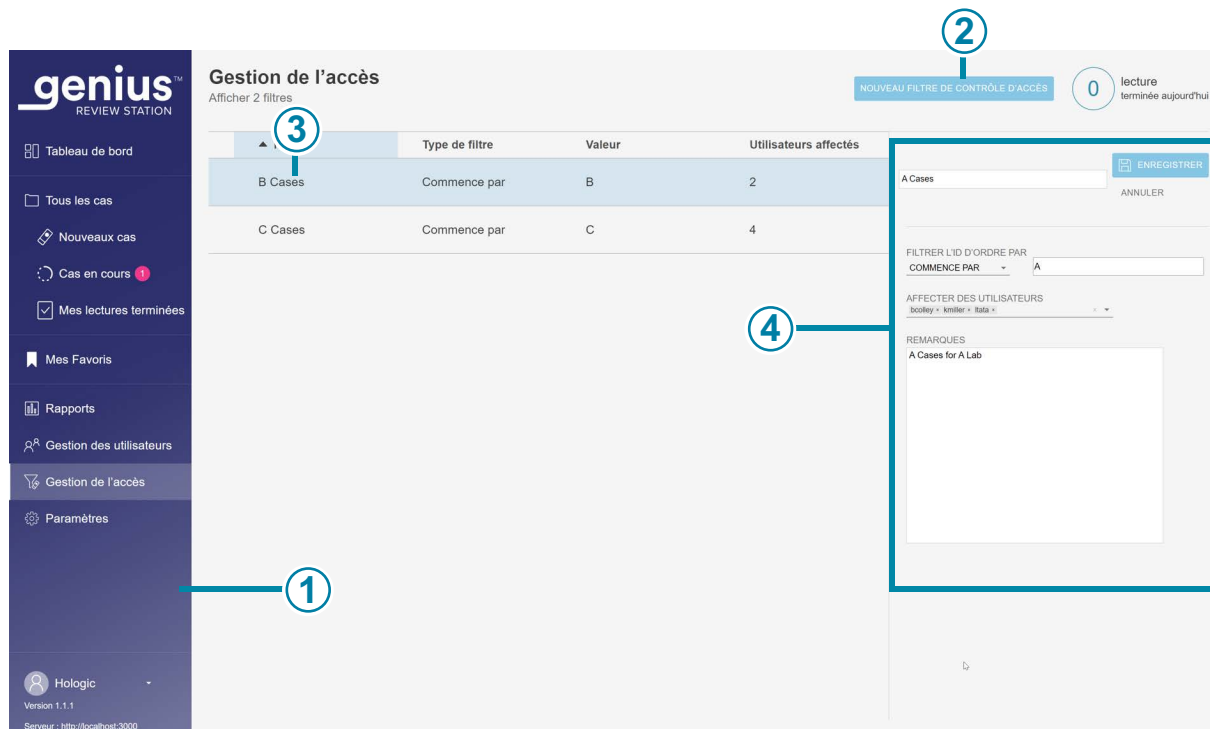 2
genius™
REVIEW STATION
Gestion de l'accès
Afficher 2 filtres
NOUVEAU FILTRE DE CONTRÔLE D'ACCÈS
0
lecture
terminée aujourd'hui
3
Type de filtre
Valeur
Utilisateurs affectés
B Cases
Commence par
B
2
C Cases
Commence par
C
4
Tableau de bord
Tous les cas
Nouveaux cas
Cas en cours 1
Mes lectures terminées
Mes Favoris
Rapports
Gestion des utilisateurs
Gestion de l'accès
Paramètres
1
Hologic
Version 1.1.1
Serveur : http://localhost:3000
4
A Cases
ENREGISTRER
ANNULER
FILTRER L'ID D'ORDRE PAR
COMMENCE PAR
A
AFFECTER DES UTILISATEURS
bcolley × kmiller × ltata ×
REMARQUES
A Cases for A Lab